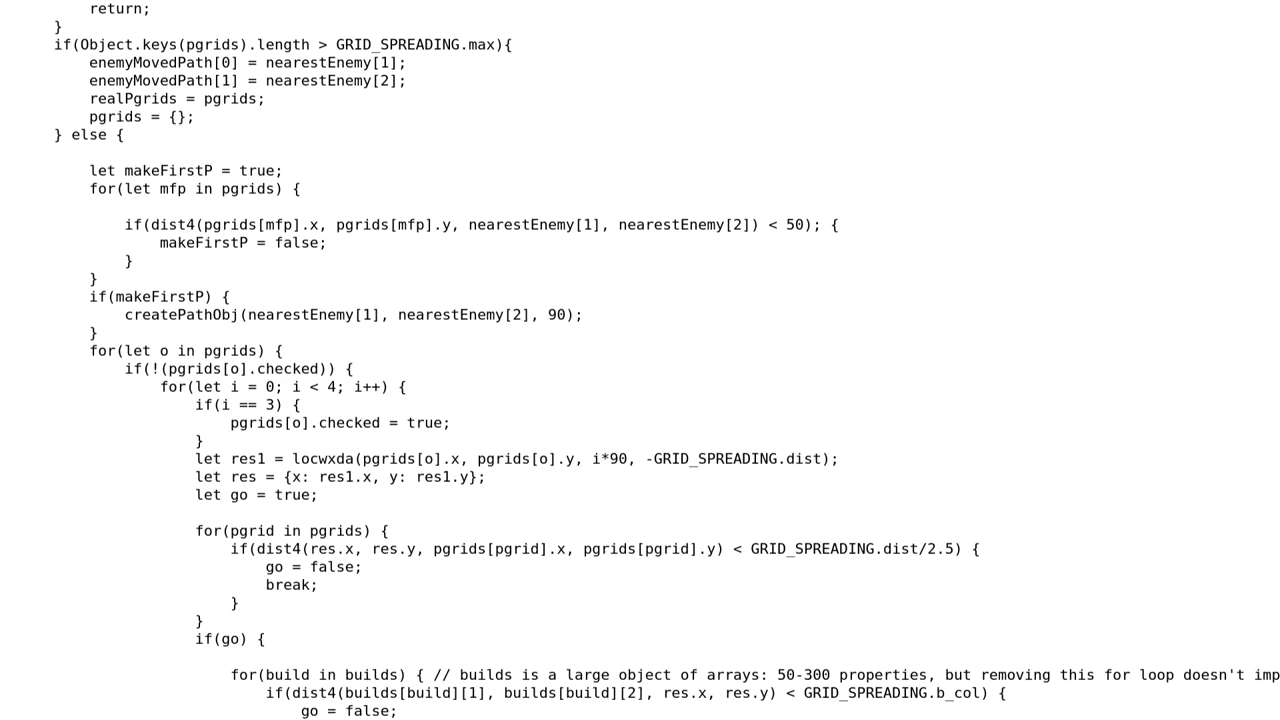 return;
}
if(Object.keys(pgrids).length > GRID_SPREADING.max){
enemyMovedPath[0] = nearestEnemy[1];
enemyMovedPath[1] = nearestEnemy[2];
realPgrids = pgrids;
pgrids = {};
} else {
let makeFirstP = true;
for(let mfp in pgrids) {
if(dist4(pgrids[mfp].x, pgrids[mfp].y, nearestEnemy[1], nearestEnemy[2]) < 50); {
makeFirstP = false;
}
}
if(makeFirstP) {
createPathObj(nearestEnemy[1], nearestEnemy[2], 90);
}
for(let o in pgrids) {
if(!(pgrids[o].checked)) {
for(let i = 0; i < 4; i++) {
if(i == 3) {
pgrids[o].checked = true;
}
let res1 = locwxda(pgrids[o].x, pgrids[o].y, i*90, -GRID_SPREADING.dist);
let res = {x: res1.x, y: res1.y};
let go = true;
for(pgrid in pgrids) {
if(dist4(res.x, res.y, pgrids[pgrid].x, pgrids[pgrid].y) < GRID_SPREADING.dist/2.5) {
go = false;
break;
}
}
if(go) {
for(build in builds) { // builds is a large object of arrays: 50-300 properties, but removing this for loop doesn't imp
if(dist4(builds[build][1], builds[build][2], res.x, res.y) < GRID_SPREADING.b_col) {
go = false;